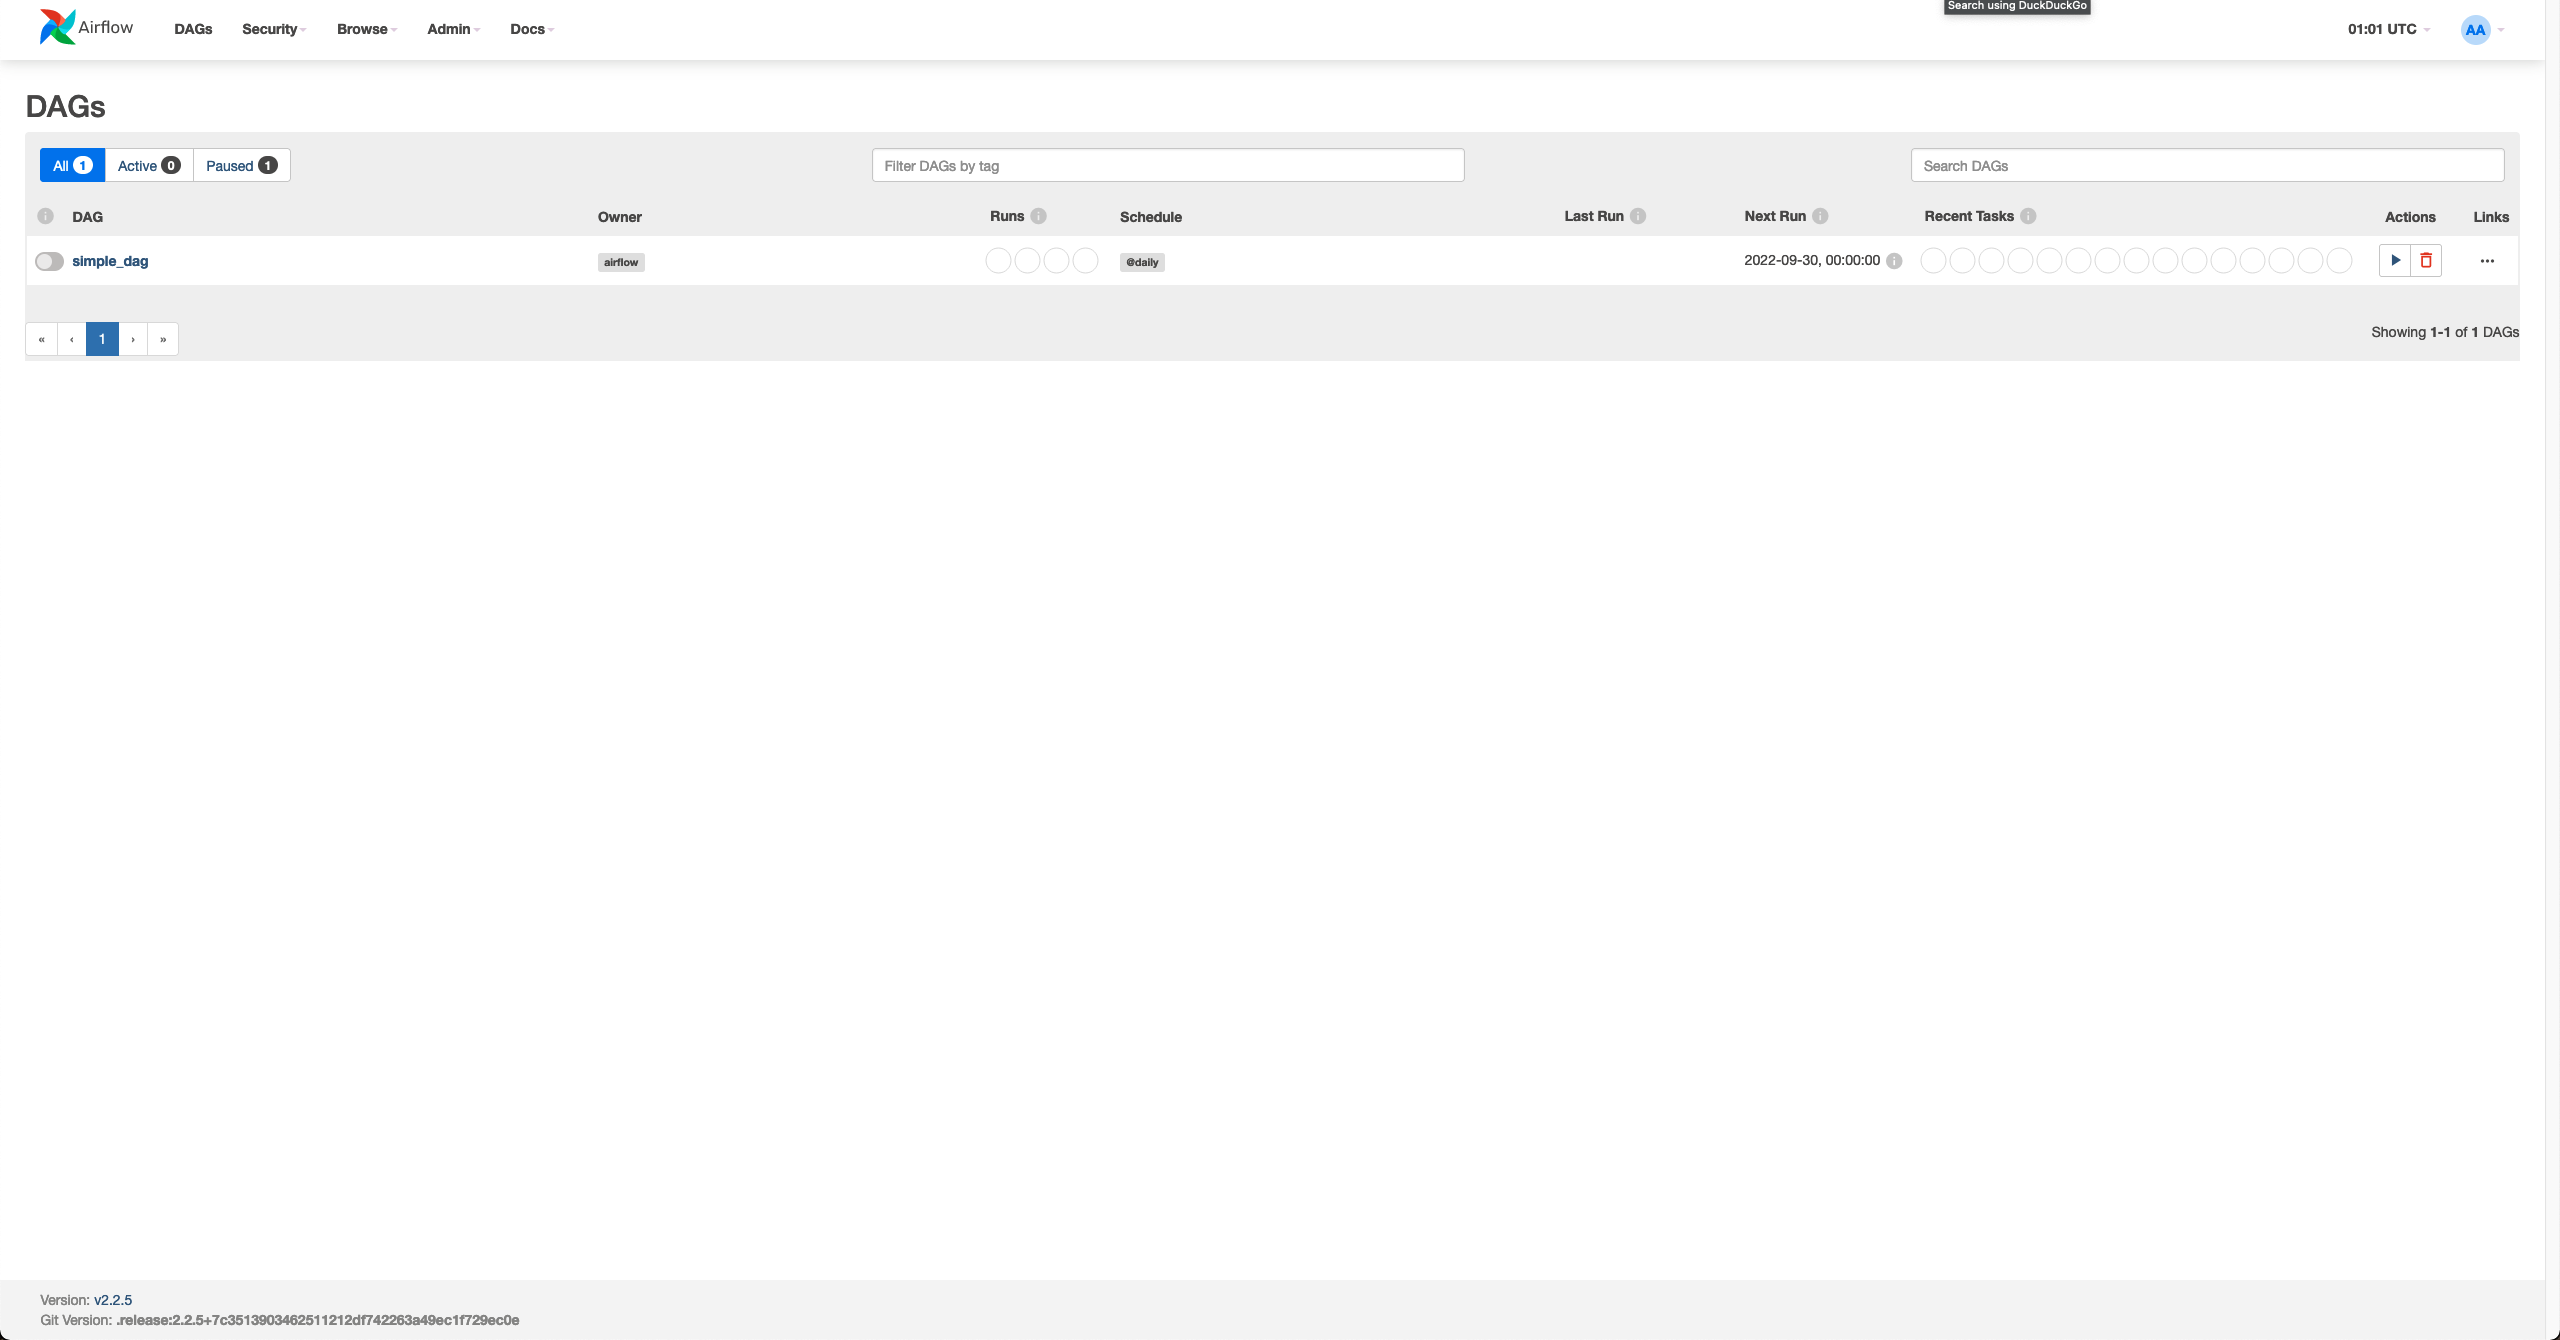 Search using DuckDuckGo
Airflow DAGs Security Browse Admin Docs 01:01 UTC AA
DAGs
All 1 Active 0 Paused 1 Filter DAGs by tag Search DAGs
i DAG Owner Runs i Schedule Last Run i Next Run i Recent Tasks i Actions Links
simple_dag airflow @daily 2022-09-30, 00:00:00 i ...
« ‹ 1 › » Showing 1-1 of 1 DAGs
Version: v2.2.5
Git Version: .release:2.2.5+7c3513903462511212df742263a49ec1f729ec0e